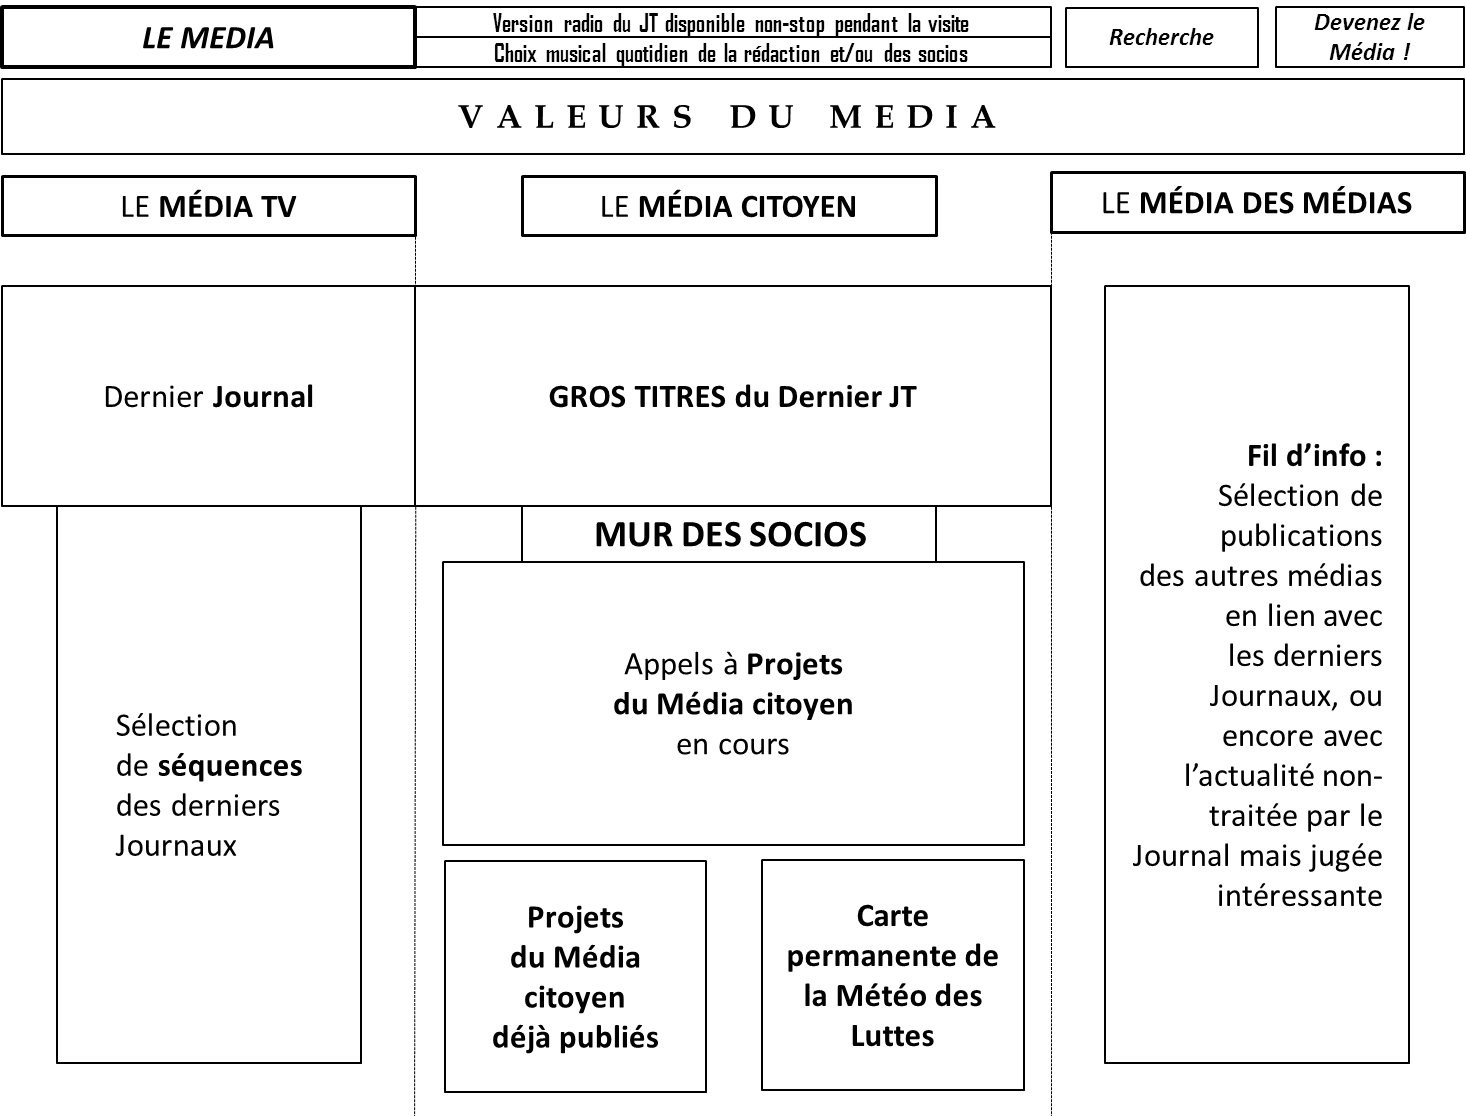 LE MEDIA
Version radio du JT disponible non-stop pendant la visite
Choix musical quotidien de la rédaction et/ou des socios
Recherche
Devenez le
Média !
VALEURS DU MEDIA
LE MÉDIA TV
LE MÉDIA CITOYEN
LE MÉDIA DES MÉDIAS
Dernier Journal
GROS TITRES du Dernier JT
Sélection
de séquences
des derniers
Journaux
MUR DES SOCIOS
Appels à Projets
du Média citoyen
en cours
Projets
du Média
citoyen
déjà publiés
Carte
permanente de
la Météo des
Luttes
Fil d’info :
Sélection de
publications
des autres médias
en lien avec
les derniers
Journaux, ou
encore avec
l’actualité non-
traitée par le
Journal mais jugée
intéressante